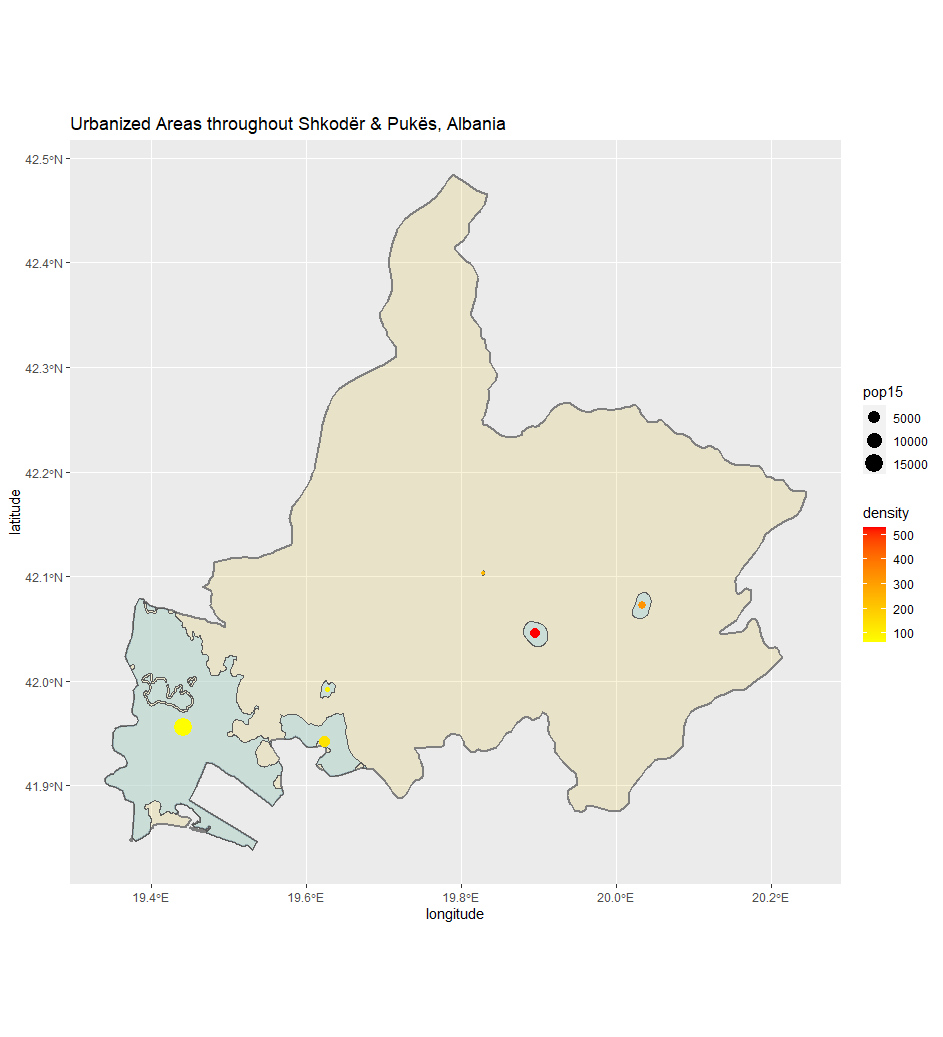 Urbanized Areas throughout Shkodër & Pukës, Albania
42.5°N
42.4°N
42.3°N
42.2°N
42.1°N
42.0°N
41.9°N
latitude
19.4°E
19.6°E
19.8°E
20.0°E
20.2°E
longitude
pop15
5000
10000
15000
density
500
400
300
200
100